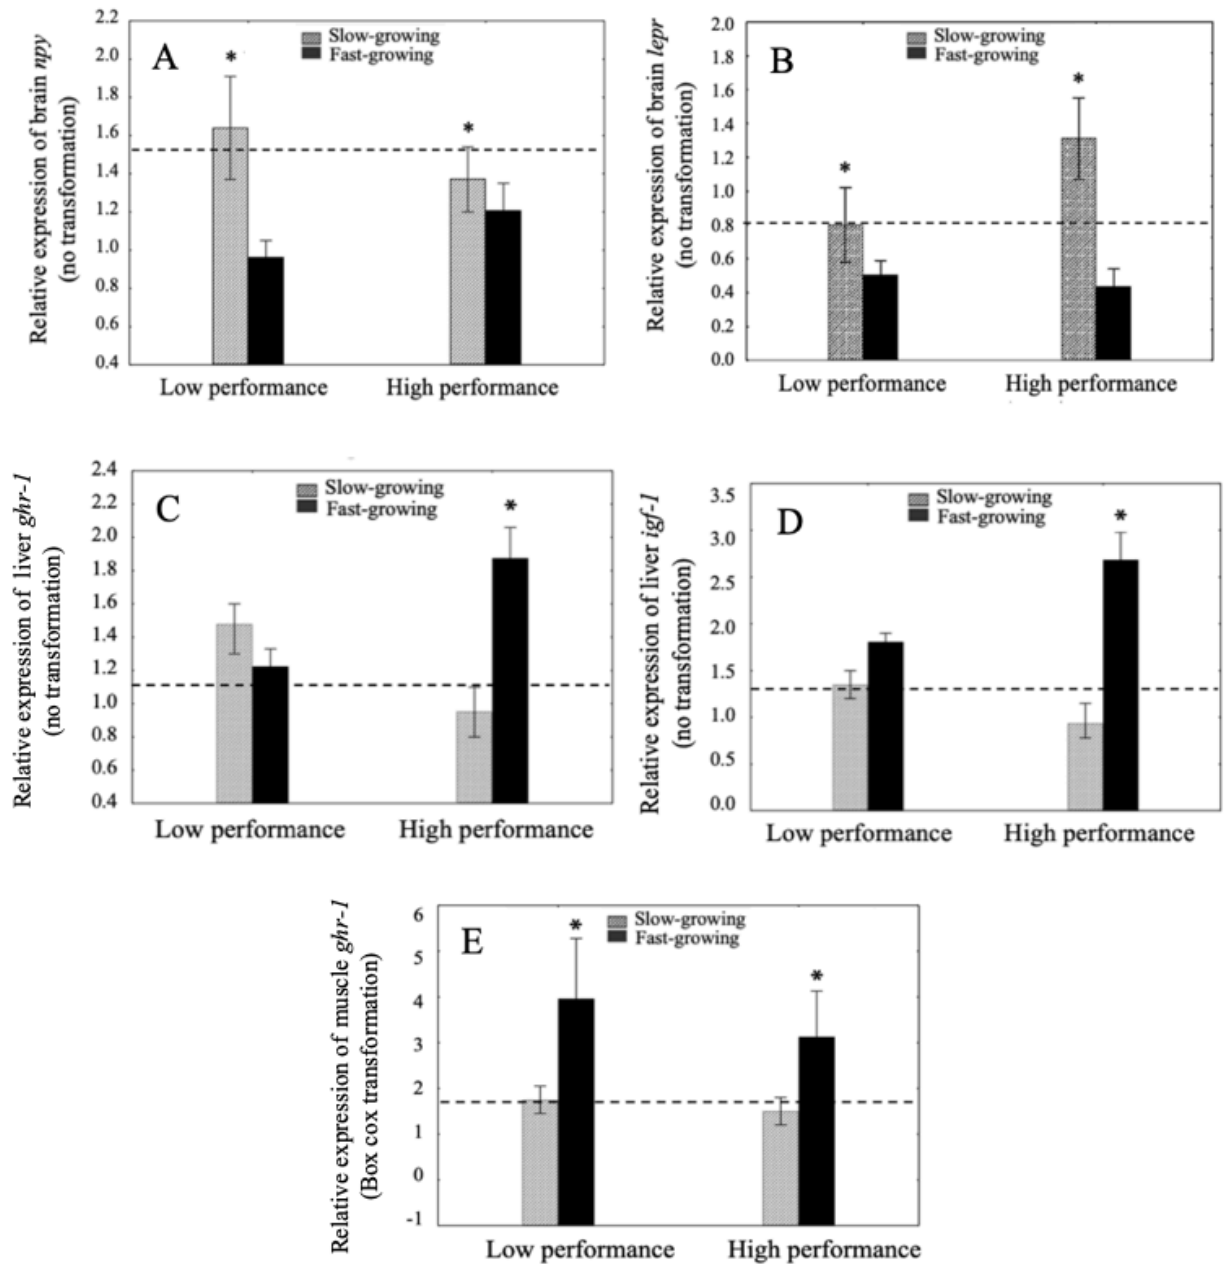 Relative expression of brain npy
(no transformation)
2.2
2.0
1.8
1.6
1.4
1.2
1.0
0.8
0.6
0.4
A
Slow-growing
Fast-growing
*
*
Low performance
High performance
Relative expression of brain lepr
(no transformation)
2.0
1.8
1.6
1.4
1.2
1.0
0.8
0.6
0.4
0.2
0.0
B
Slow-growing
Fast-growing
*
*
Low performance
High performance
Relative expression of liver ghr-1
(no transformation)
2.4
2.2
2.0
1.8
1.6
1.4
1.2
1.0
0.8
0.6
0.4
C
Slow-growing
Fast-growing
*
Low performance
High performance
Relative expression of liver igf-1
(no transformation)
3.5
3.0
2.5
2.0
1.5
1.0
0.5
0.0
D
Slow-growing
Fast-growing
*
Low performance
High performance
Relative expression of muscle ghr-1
(Box cox transformation)
6
5
4
3
2
1
0
-1
E
Slow-growing
Fast-growing
*
*
Low performance
High performance